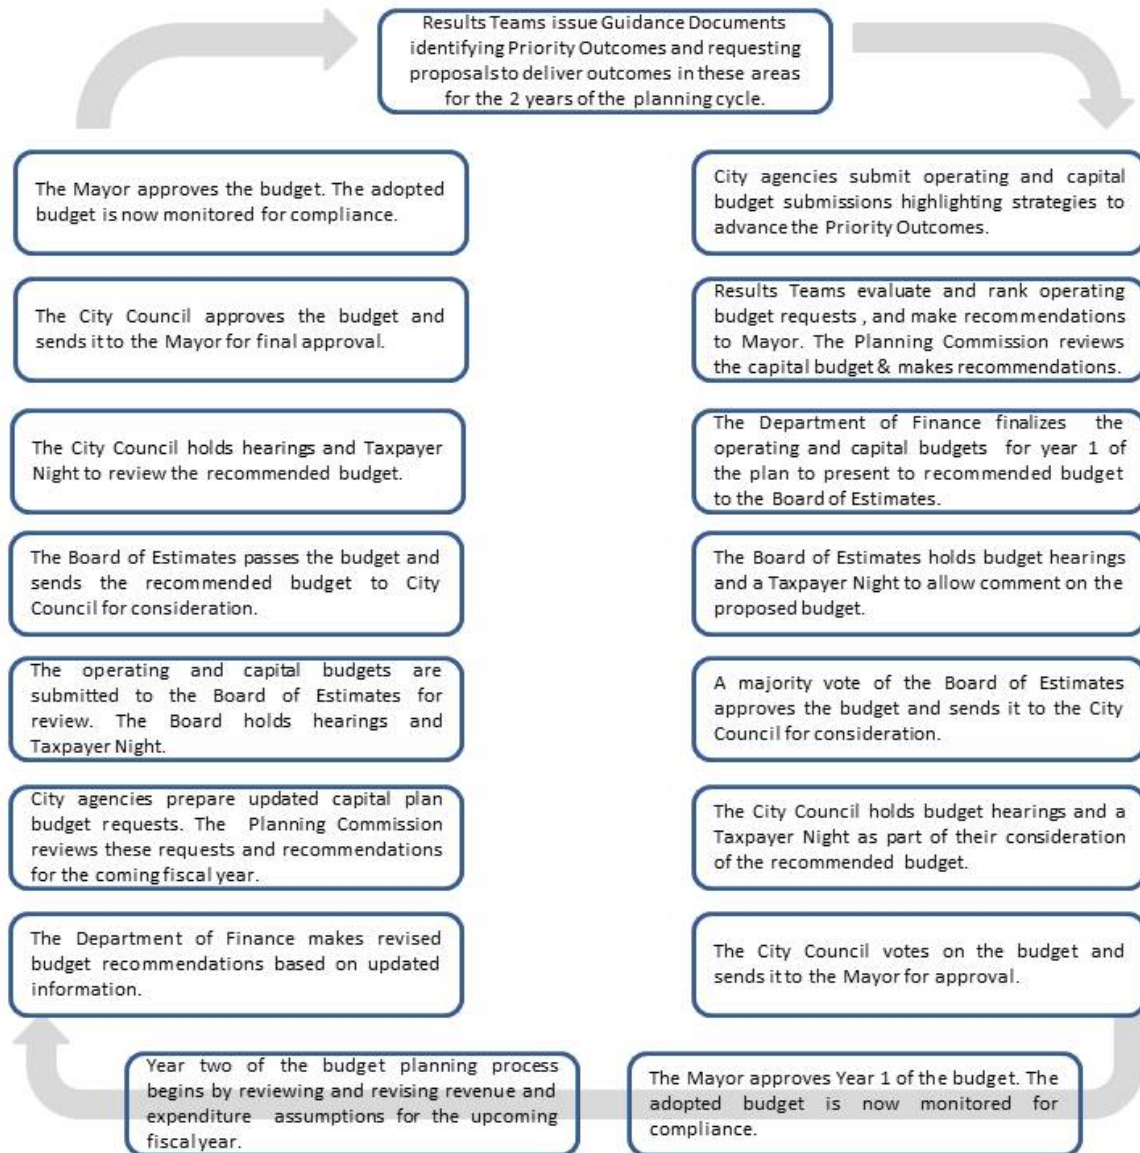 Results Teams issue Guidance Documents
identifying Priority Outcomes and requesting
proposals to deliver outcomes in these areas
for the 2 years of the planning cycle.
City agencies submit operating and capital
budget submissions highlighting strategies to
advance the Priority Outcomes.
Results Teams evaluate and rank operating
budget requests , and make recommendations
to Mayor. The Planning Commission reviews
the capital budget & makes recommendations.
The Department of Finance finalizes the
operating and capital budgets for year 1 of
the plan to present to recommended budget
to the Board of Estimates.
The Board of Estimates holds budget hearings
and a Taxpayer Night to allow comment on the
proposed budget.
A majority vote of the Board of Estimates
approves the budget and sends it to the City
Council for consideration.
The City Council holds budget hearings and a
Taxpayer Night as part of their consideration
of the recommended budget.
The City Council votes on the budget and
sends it to the Mayor for approval.
The Mayor approves Year 1 of the budget. The
adopted budget is now monitored for
compliance.
Year two of the budget planning process
begins by reviewing and revising revenue and
expenditure assumptions for the upcoming
fiscal year.
The Department of Finance makes revised
budget recommendations based on updated
information.
City agencies prepare updated capital plan
budget requests. The Planning Commission
reviews these requests and recommendations
for the coming fiscal year.
The operating and capital budgets are
submitted to the Board of Estimates for
review. The Board holds hearings and
Taxpayer Night.
The Board of Estimates passes the budget and
sends the recommended budget to City
Council for consideration.
The City Council holds hearings and Taxpayer
Night to review the recommended budget.
The City Council approves the budget and
sends it to the Mayor for final approval.
The Mayor approves the budget. The adopted
budget is now monitored for compliance.